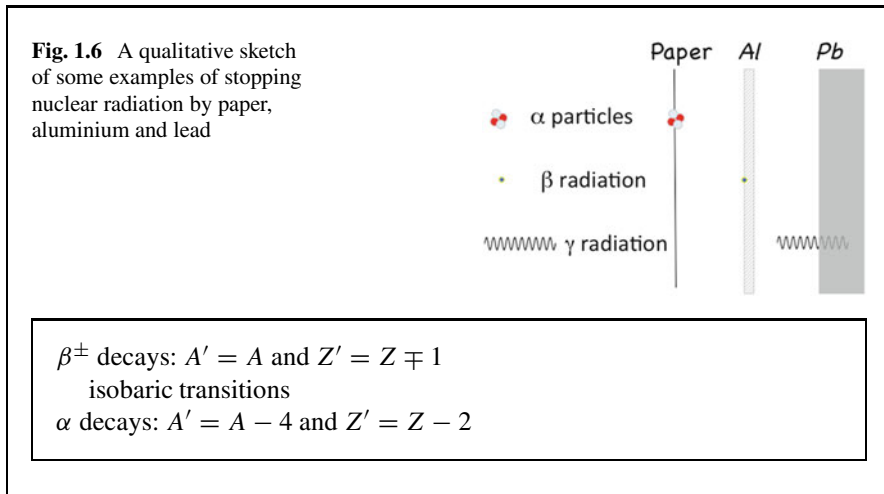 Fig. 1.6 A qualitative sketch
of some examples of stopping
nuclear radiation by paper,
aluminium and lead
Paper Al Pb
α particles
β radiation
γ radiation
β± decays: A′ = A and Z′ = Z ∓ 1
isobaric transitions
α decays: A′ = A − 4 and Z′ = Z − 2